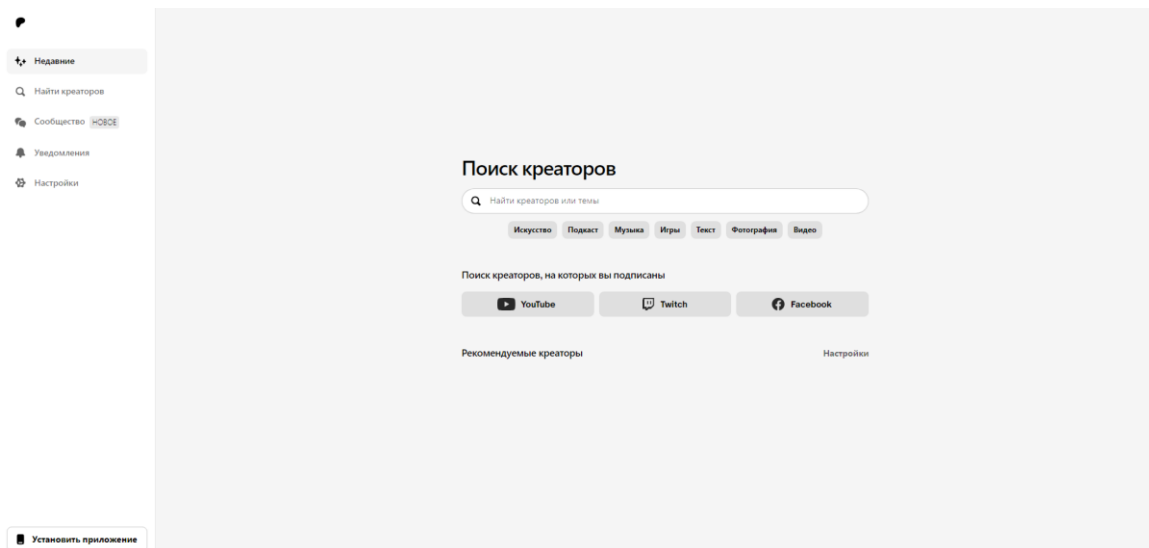 Недавние
Найти креаторов
Сообщество НОВОЕ
Уведомления
Настройки
Поиск креаторов
Найти креаторов или темы
Искусство Подкаст Музыка Игры Текст Фотография Видео
Поиск креаторов, на которых вы подписаны
YouTube Twitch Facebook
Рекомендуемые креаторы Настройки
Установить приложение